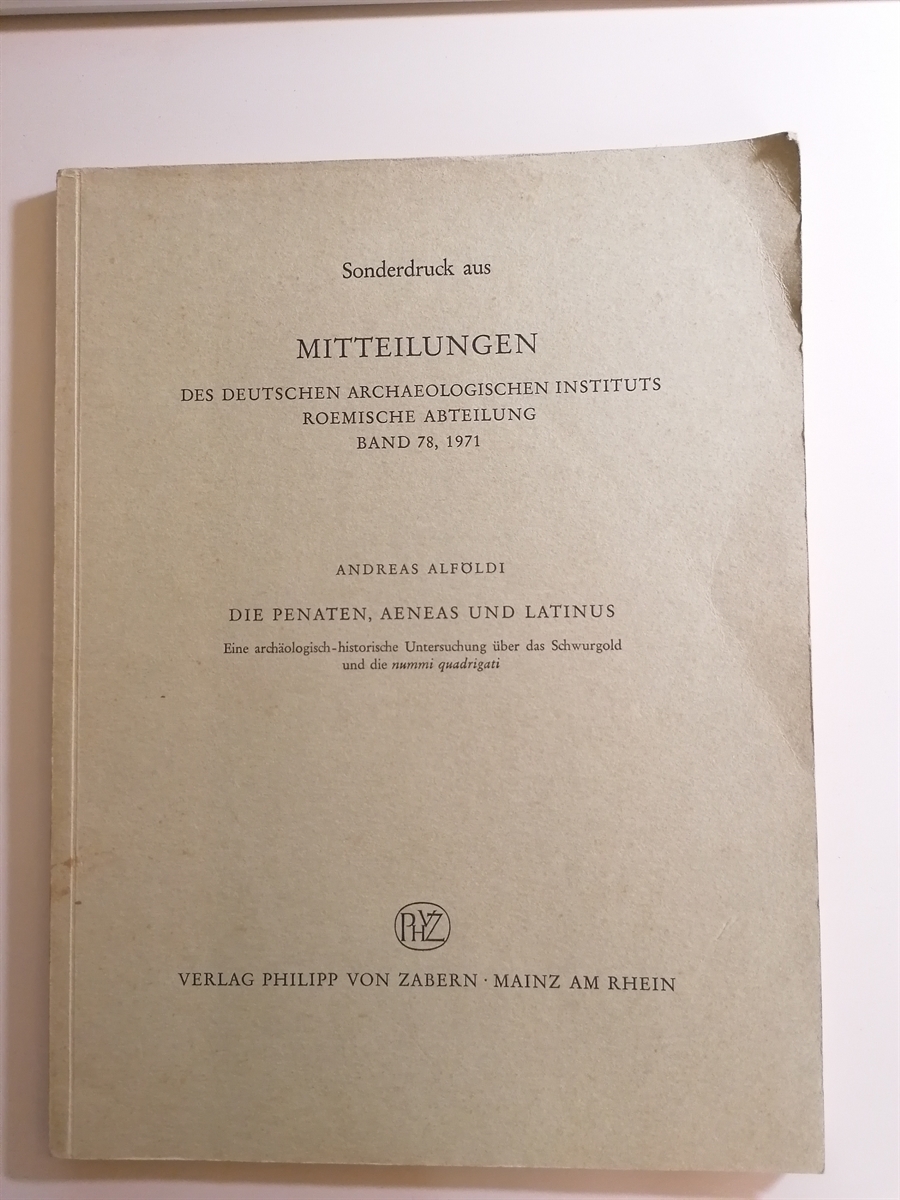 Sonderdruck aus
MITTEILUNGEN
DES DEUTSCHEN ARCHAEOLOGISCHEN INSTITUTS
ROEMISCHE ABTEILUNG
BAND 78, 1971
ANDREAS ALFÖLDI
DIE PENATEN, AENEAS UND LATINUS
Eine archäologisch-historische Untersuchung über das Schwurgold
und die nummi quadrigati
PHVZ
VERLAG PHILIPP VON ZABERN · MAINZ AM RHEIN